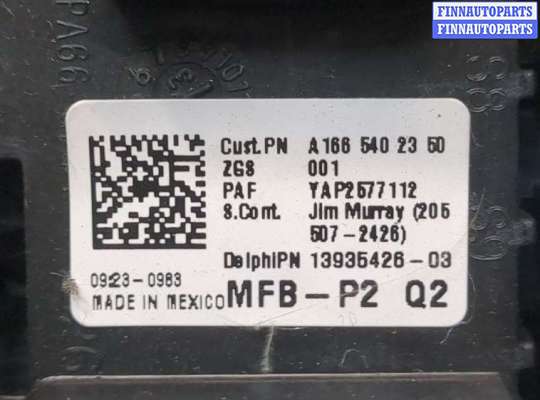 FINNAUTOPARTS
FINNAUTOPARTS
PA66
Cust.PN A166 540 23 50
ZGS 001
PAF YAP2577112
S.Cont. Jim Murray (205
507-2426)
DelphiPN 13935426-03
0923-0983
MADE IN MEXICO MFB-P2 Q2